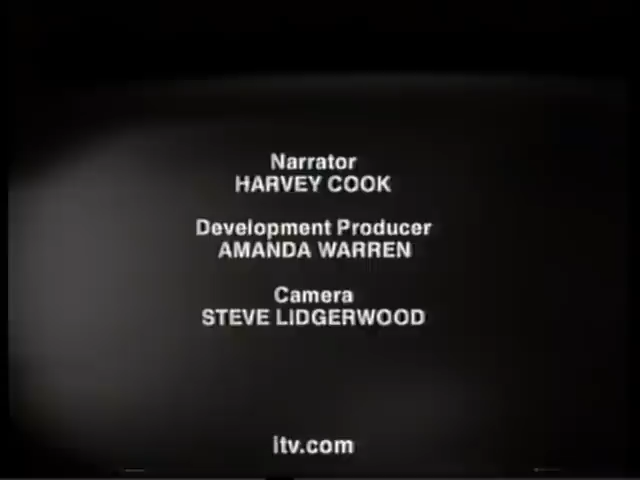 Narrator
HARVEY COOK
Development Producer
AMANDA WARREN
Camera
STEVE LIDGERWOOD
itv.com